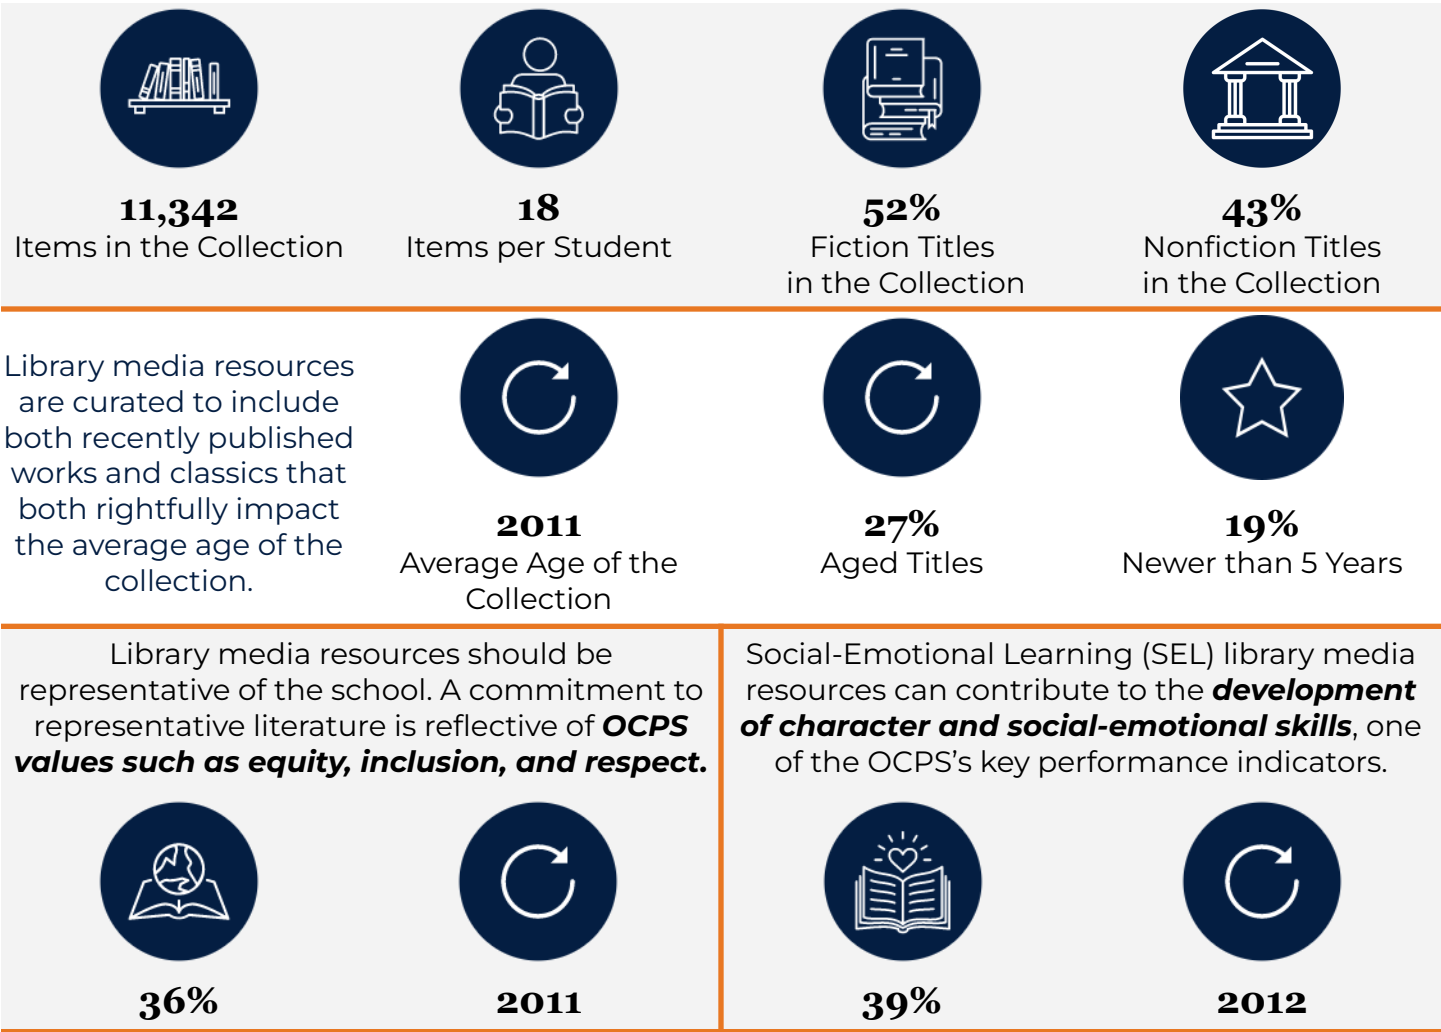 11,342
Items in the Collection
18
Items per Student
52%
Fiction Titles
in the Collection
43%
Nonfiction Titles
in the Collection
Library media resources
are curated to include
both recently published
works and classics that
both rightfully impact
the average age of the
collection.
2011
Average Age of the
Collection
27%
Aged Titles
19%
Newer than 5 Years
Library media resources should be
representative of the school. A commitment to
representative literature is reflective of OCPS
values such as equity, inclusion, and respect.
36%
2011
Social-Emotional Learning (SEL) library media
resources can contribute to the development
of character and social-emotional skills, one
of the OCPS’s key performance indicators.
39%
2012